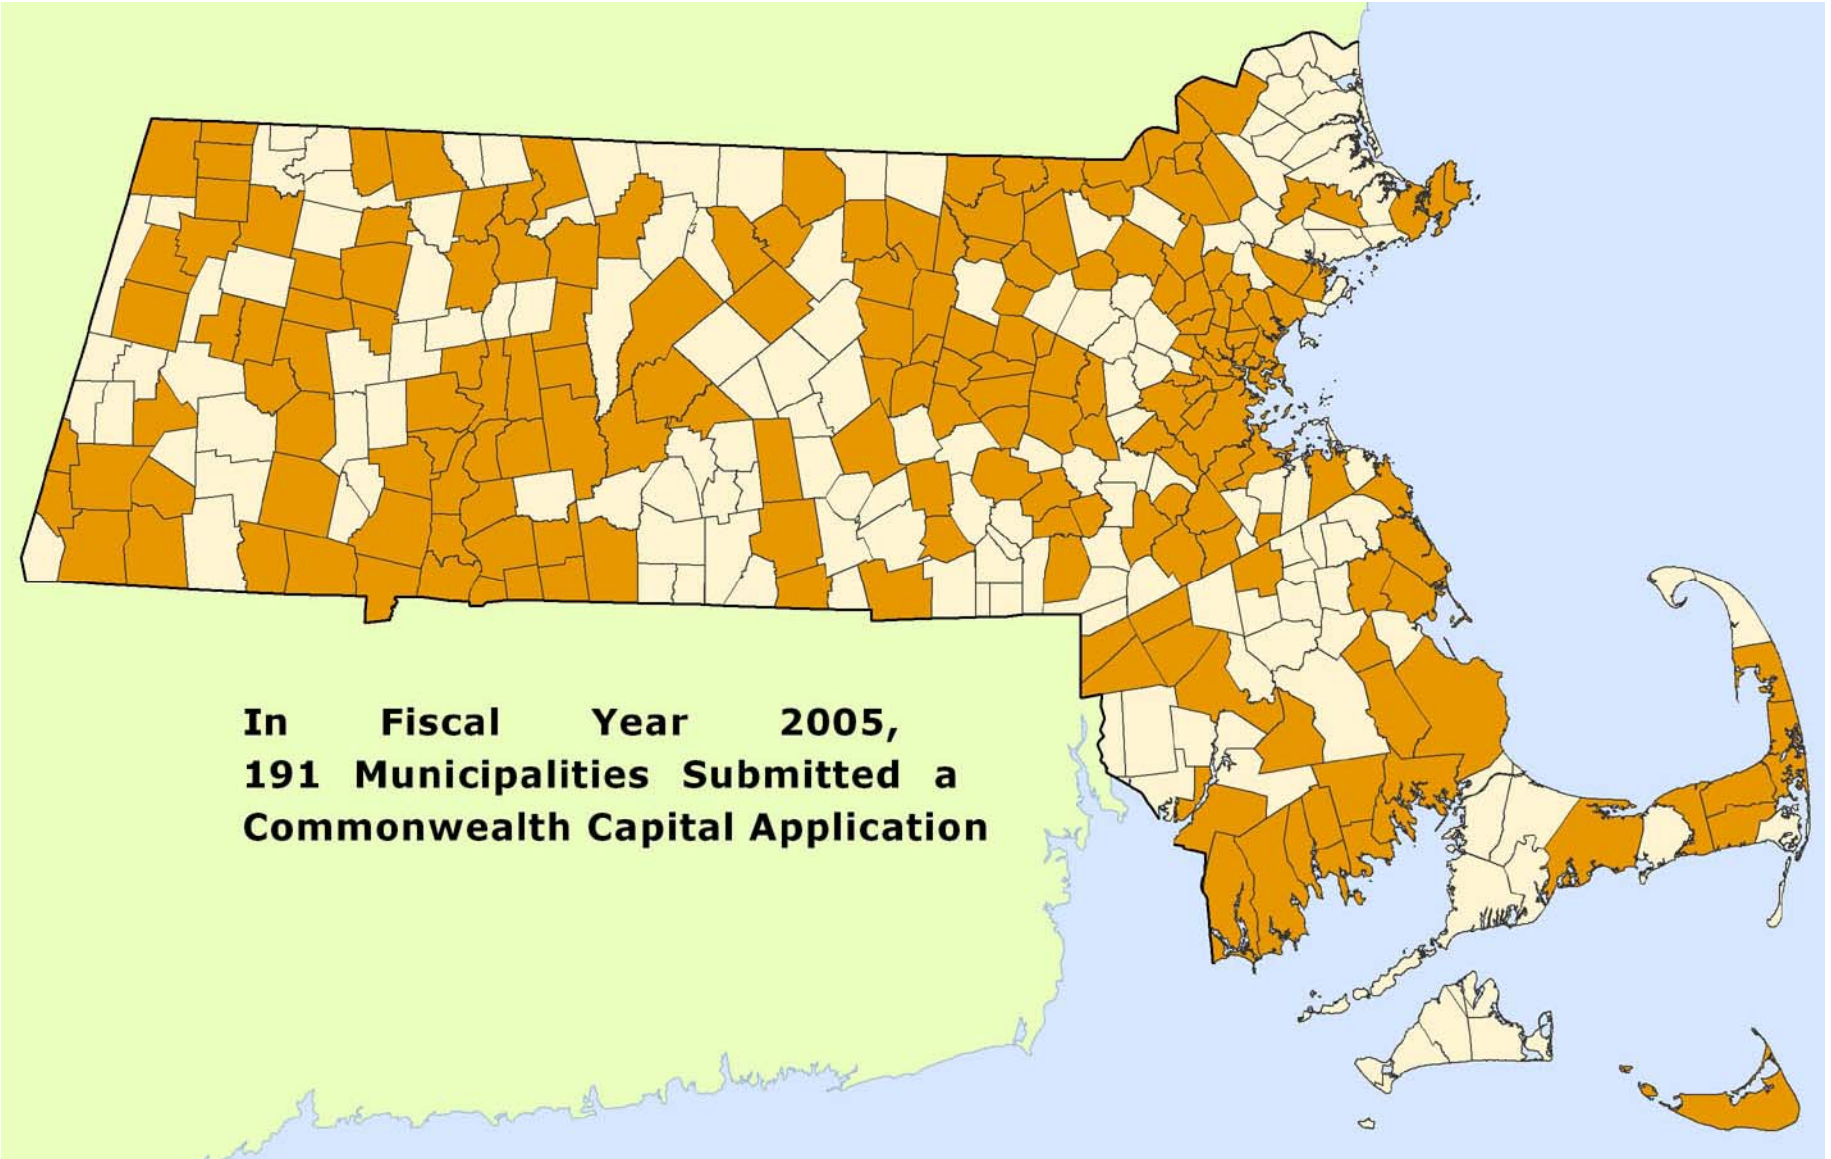 In Fiscal Year 2005,
191 Municipalities Submitted a
Commonwealth Capital Application